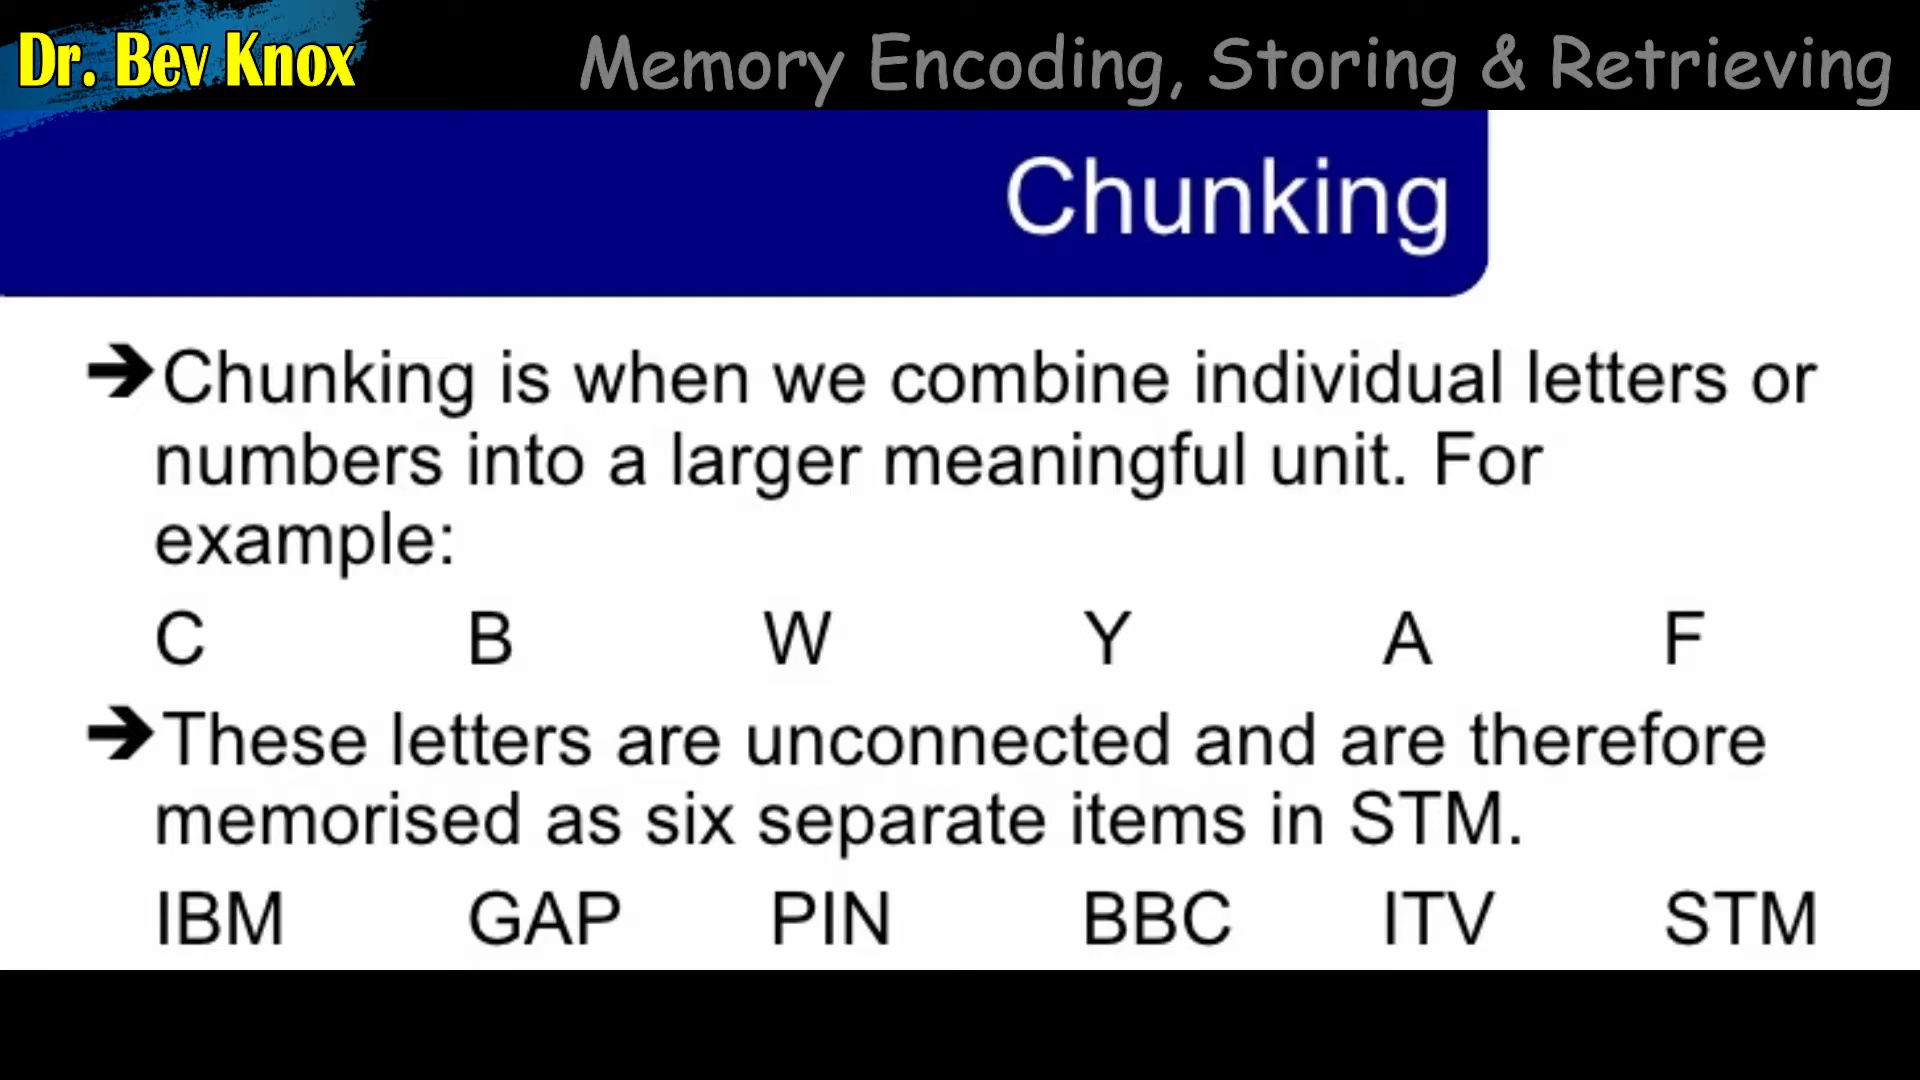 Dr. Bev Knox
Memory Encoding, Storing & Retrieving
Chunking
➔Chunking is when we combine individual letters or
numbers into a larger meaningful unit. For
example:
C B W Y A F
➔These letters are unconnected and are therefore
memorised as six separate items in STM.
IBM GAP PIN BBC ITV STM